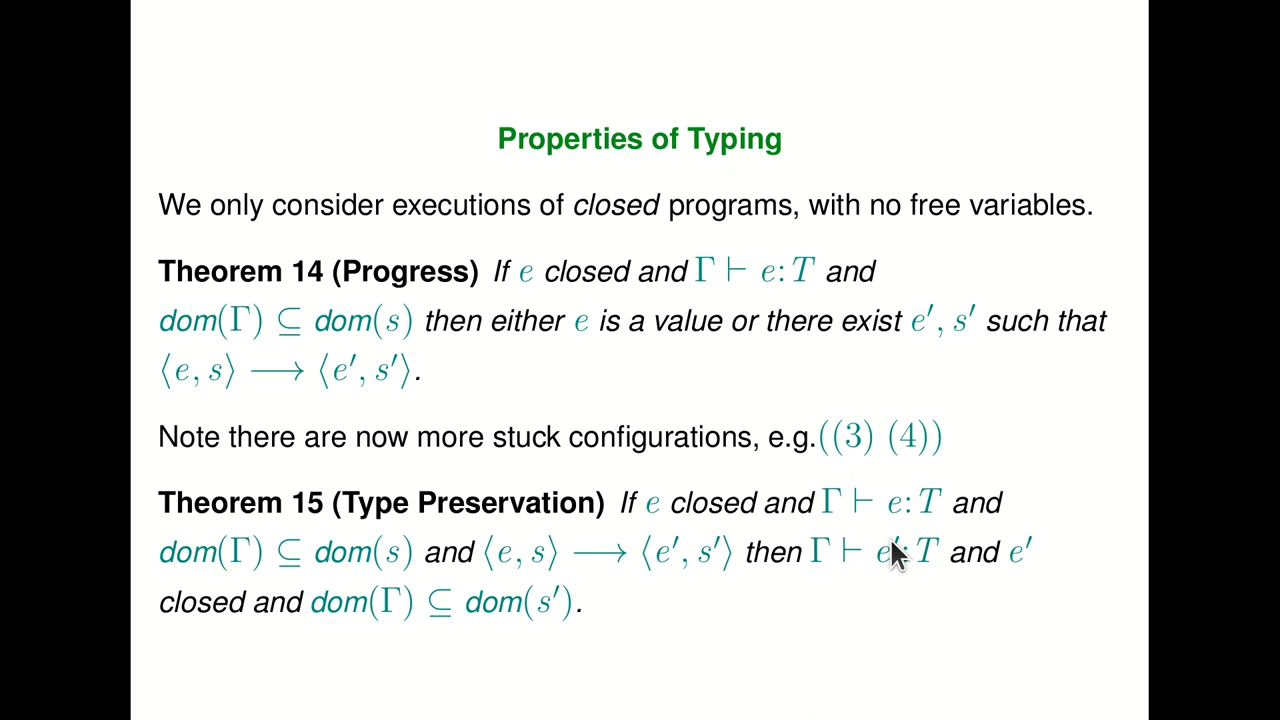 Properties of Typing
We only consider executions of closed programs, with no free variables.
Theorem 14 (Progress) If e closed and Γ ⊢ e:T and
dom(Γ) ⊆ dom(s) then either e is a value or there exist e′, s′ such that
⟨e, s⟩ ⟶ ⟨e′, s′⟩.
Note there are now more stuck configurations, e.g.((3) (4))
Theorem 15 (Type Preservation) If e closed and Γ ⊢ e:T and
dom(Γ) ⊆ dom(s) and ⟨e, s⟩ ⟶ ⟨e′, s′⟩ then Γ ⊢ e′:T and e′
closed and dom(Γ) ⊆ dom(s′).